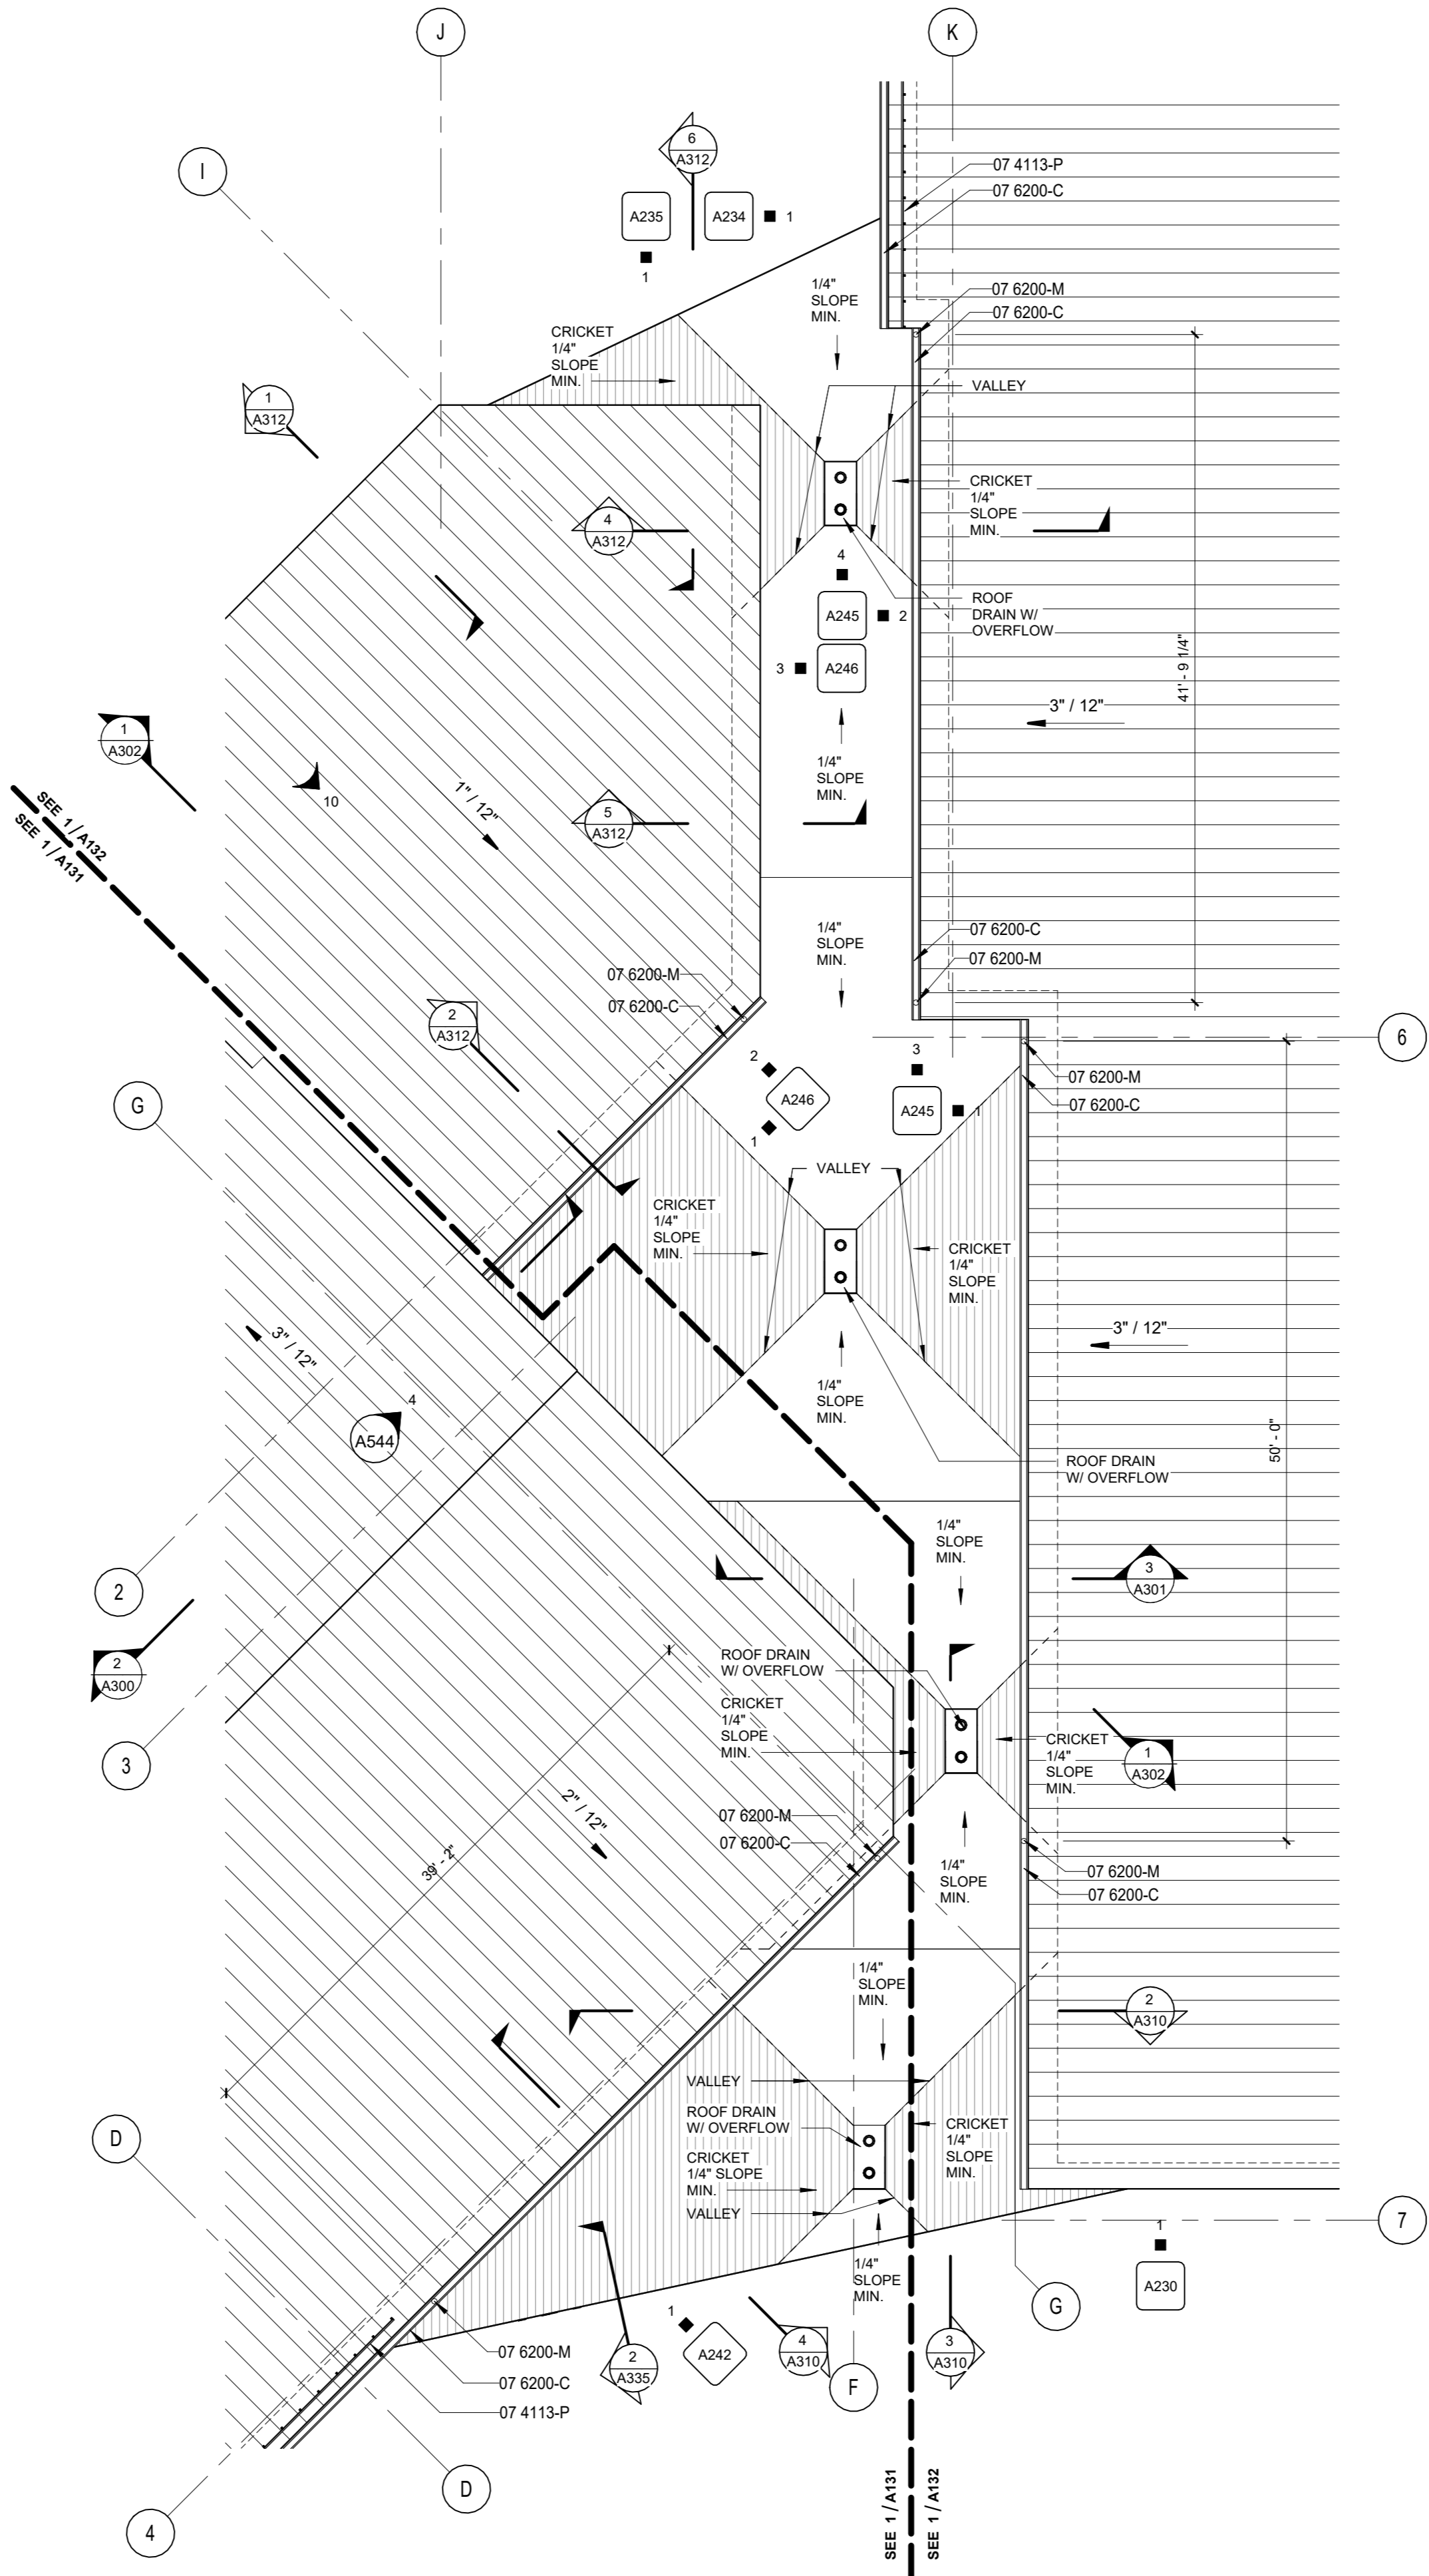 J
K
I
6
A312
A235
A234
1
1
07 4113-P
07 6200-C
1/4"
SLOPE
MIN.
07 6200-M
07 6200-C
CRICKET
1/4"
SLOPE
MIN.
VALLEY
1
A312
CRICKET
1/4"
SLOPE
MIN.
4
A312
4
A245
2
ROOF
DRAIN W/
OVERFLOW
3
A246
41' - 9 1/4"
3" / 12"
1
A302
1/4"
SLOPE
MIN.
10
1" / 12"
5
A312
SEE 1 / A132
SEE 1 / A131
1/4"
SLOPE
MIN.
07 6200-C
07 6200-M
07 6200-M
07 6200-C
2
A312
6
2
A246
1
3
A245
1
07 6200-M
07 6200-C
G
VALLEY
CRICKET
1/4"
SLOPE
MIN.
CRICKET
1/4"
SLOPE
MIN.
3" / 12"
3" / 12"
1/4"
SLOPE
MIN.
4
A544
50' - 0"
ROOF DRAIN
W/ OVERFLOW
1/4"
SLOPE
MIN.
2
3
A301
2
A300
ROOF DRAIN
W/ OVERFLOW
CRICKET
1/4"
SLOPE
MIN.
3
CRICKET
1/4"
SLOPE
MIN.
1
A302
2" / 12"
39' - 2"
07 6200-M
07 6200-C
1/4"
SLOPE
MIN.
07 6200-M
07 6200-C
1/4"
SLOPE
MIN.
2
A310
VALLEY
ROOF DRAIN
W/ OVERFLOW
CRICKET
1/4"
SLOPE
MIN.
CRICKET
1/4" SLOPE
MIN.
VALLEY
D
7
1
A230
1/4"
SLOPE
MIN.
G
07 6200-M
07 6200-C
07 4113-P
2
A335
1
A242
4
A310
3
A310
F
D
4
SEE 1 / A131
SEE 1 / A132